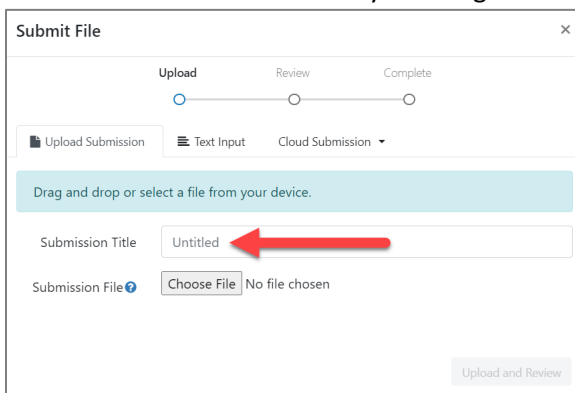 Submit File ×
Upload Review Complete
Upload Submission Text Input Cloud Submission
Drag and drop or select a file from your device.
Submission Title Untitled
Submission File Choose File No file chosen
Upload and Review